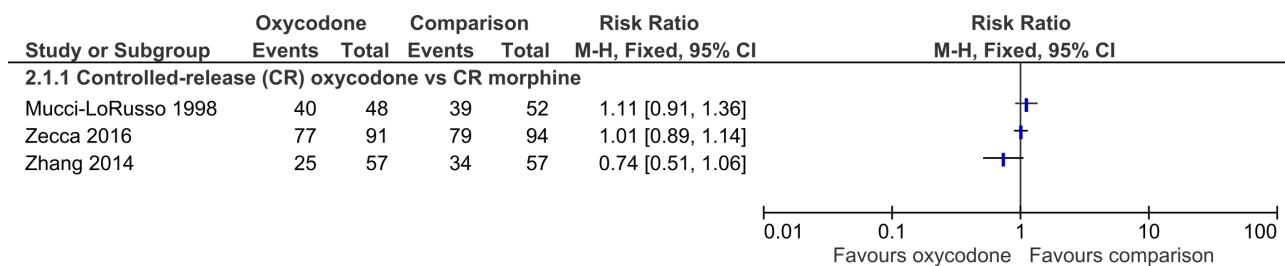 Oxycodone Comparison Risk Ratio Risk Ratio
Study or Subgroup Events Total Events Total M-H, Fixed, 95% CI M-H, Fixed, 95% CI
2.1.1 Controlled-release (CR) oxycodone vs CR morphine
Mucci-LoRusso 1998 40 48 39 52 1.11 [0.91, 1.36]
Zecca 2016 77 91 79 94 1.01 [0.89, 1.14]
Zhang 2014 25 57 34 57 0.74 [0.51, 1.06]
0.01 0.1 1 10 100
Favours oxycodone Favours comparison